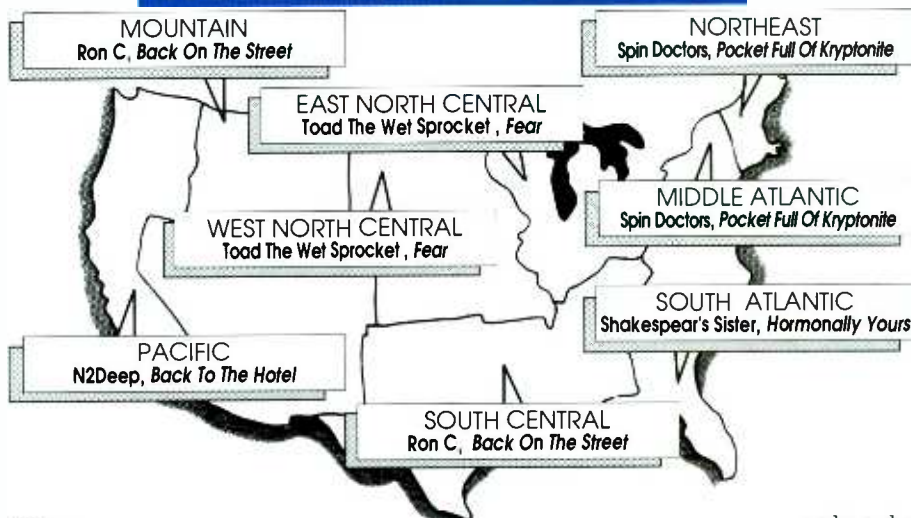 MOUNTAIN
Ron C, Back On The Street
NORTHEAST
Spin Doctors, Pocket Full Of Kryptonite
EAST NORTH CENTRAL
Toad The Wet Sprocket , Fear
MIDDLE ATLANTIC
Spin Doctors, Pocket Full Of Kryptonite
WEST NORTH CENTRAL
Toad The Wet Sprocket , Fear
SOUTH ATLANTIC
Shakespear's Sister, Hormonally Yours
PACIFIC
N2Deep, Back To The Hotel
SOUTH CENTRAL
Ron C, Back On The Street